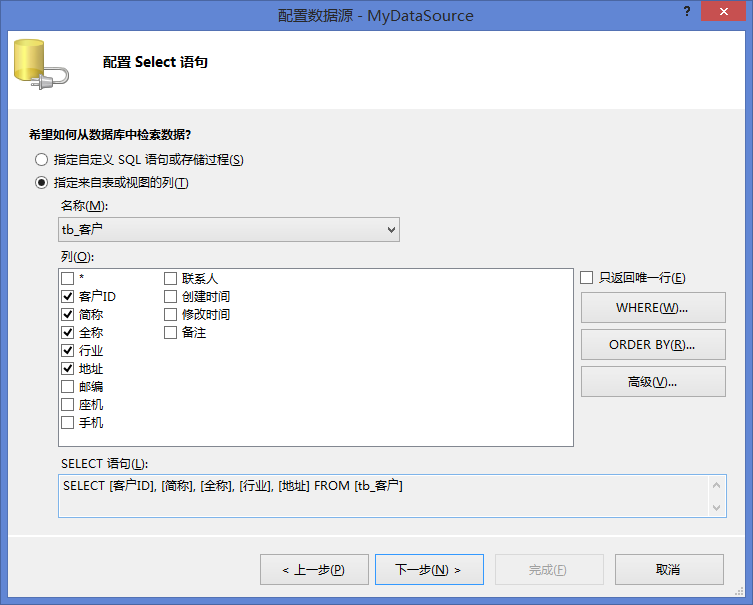 配置数据源 - MyDataSource
?
配置 Select 语句
希望如何从数据库中检索数据?
指定自定义 SQL 语句或存储过程(S)
指定来自表或视图的列(T)
名称(M):
tb_客户
列(O):
* 联系人 只返回唯一行(E)
客户ID 创建时间
简称 修改时间 WHERE(W)...
全称 备注
行业 ORDER BY(R)...
地址
邮编 高级(V)...
座机
手机
SELECT 语句(L):
SELECT [客户ID], [简称], [全称], [行业], [地址] FROM [tb_客户]
< 上一步(P) 下一步(N) > 完成(F) 取消